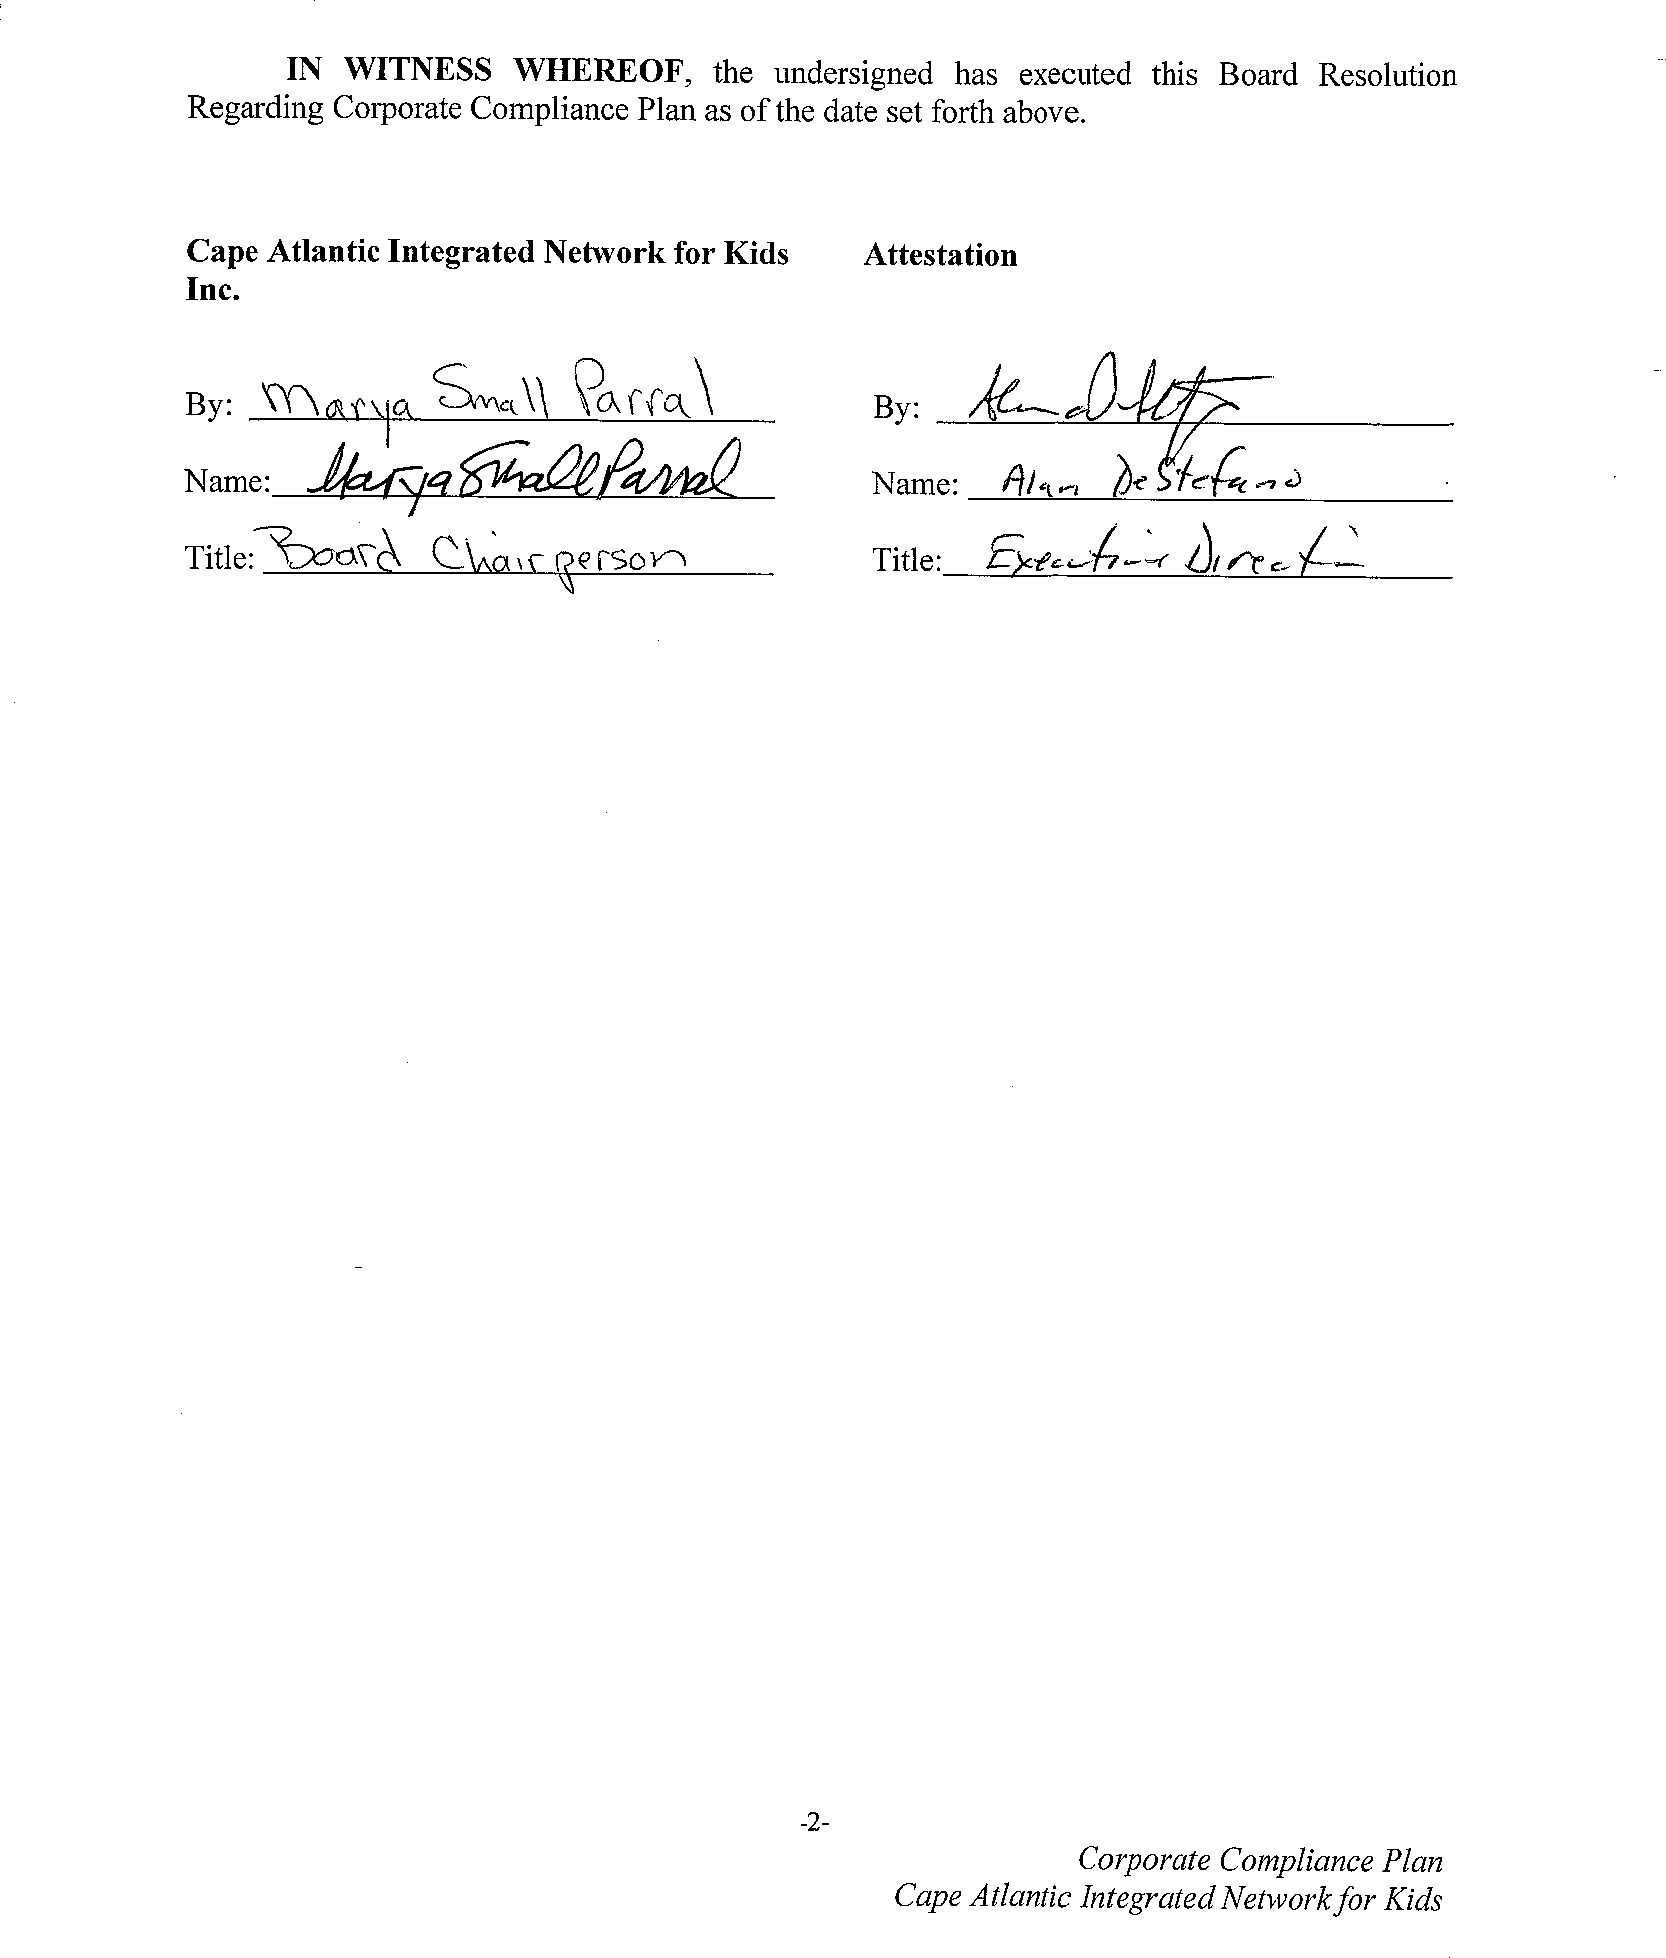 IN WITNESS WHEREOF, the undersigned has executed this Board Resolution
Regarding Corporate Compliance Plan as of the date set forth above.
Cape Atlantic Integrated Network for Kids
Inc.
By: Marya Small Parral
Name: Marya Small Parral
Title: Board Chairperson
Attestation
By:
Name: Alan DeStefano
Title: Executive Director
-2-
Corporate Compliance Plan
Cape Atlantic Integrated Network for Kids